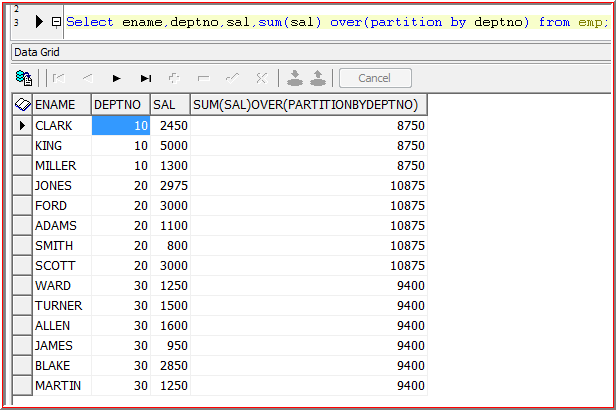 2
3 Select ename,deptno,sal,sum(sal) over(partition by deptno) from emp;
Data Grid
Cancel
ENAME DEPTNO SAL SUM(SAL)OVER(PARTITIONBYDEPTNO)
CLARK 10 2450 8750
KING 10 5000 8750
MILLER 10 1300 8750
JONES 20 2975 10875
FORD 20 3000 10875
ADAMS 20 1100 10875
SMITH 20 800 10875
SCOTT 20 3000 10875
WARD 30 1250 9400
TURNER 30 1500 9400
ALLEN 30 1600 9400
JAMES 30 950 9400
BLAKE 30 2850 9400
MARTIN 30 1250 9400